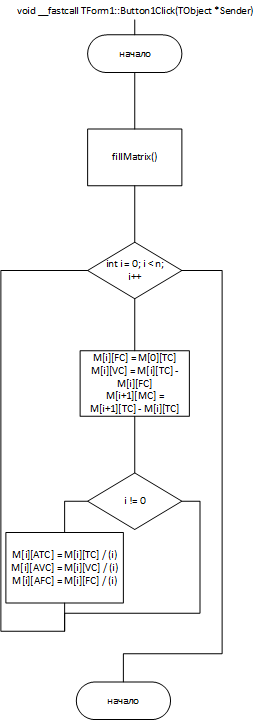 void __fastcall TForm1::Button1Click(TObject *Sender)
начало
fillMatrix()
int i = 0; i < n;
i++
M[i][FC] = M[0][TC]
M[i][VC] = M[i][TC] -
M[i][FC]
M[i+1][MC] =
M[i+1][TC] - M[i][TC]
i != 0
M[i][ATC] = M[i][TC] / (i)
M[i][AVC] = M[i][VC] / (i)
M[i][AFC] = M[i][FC] / (i)
начало